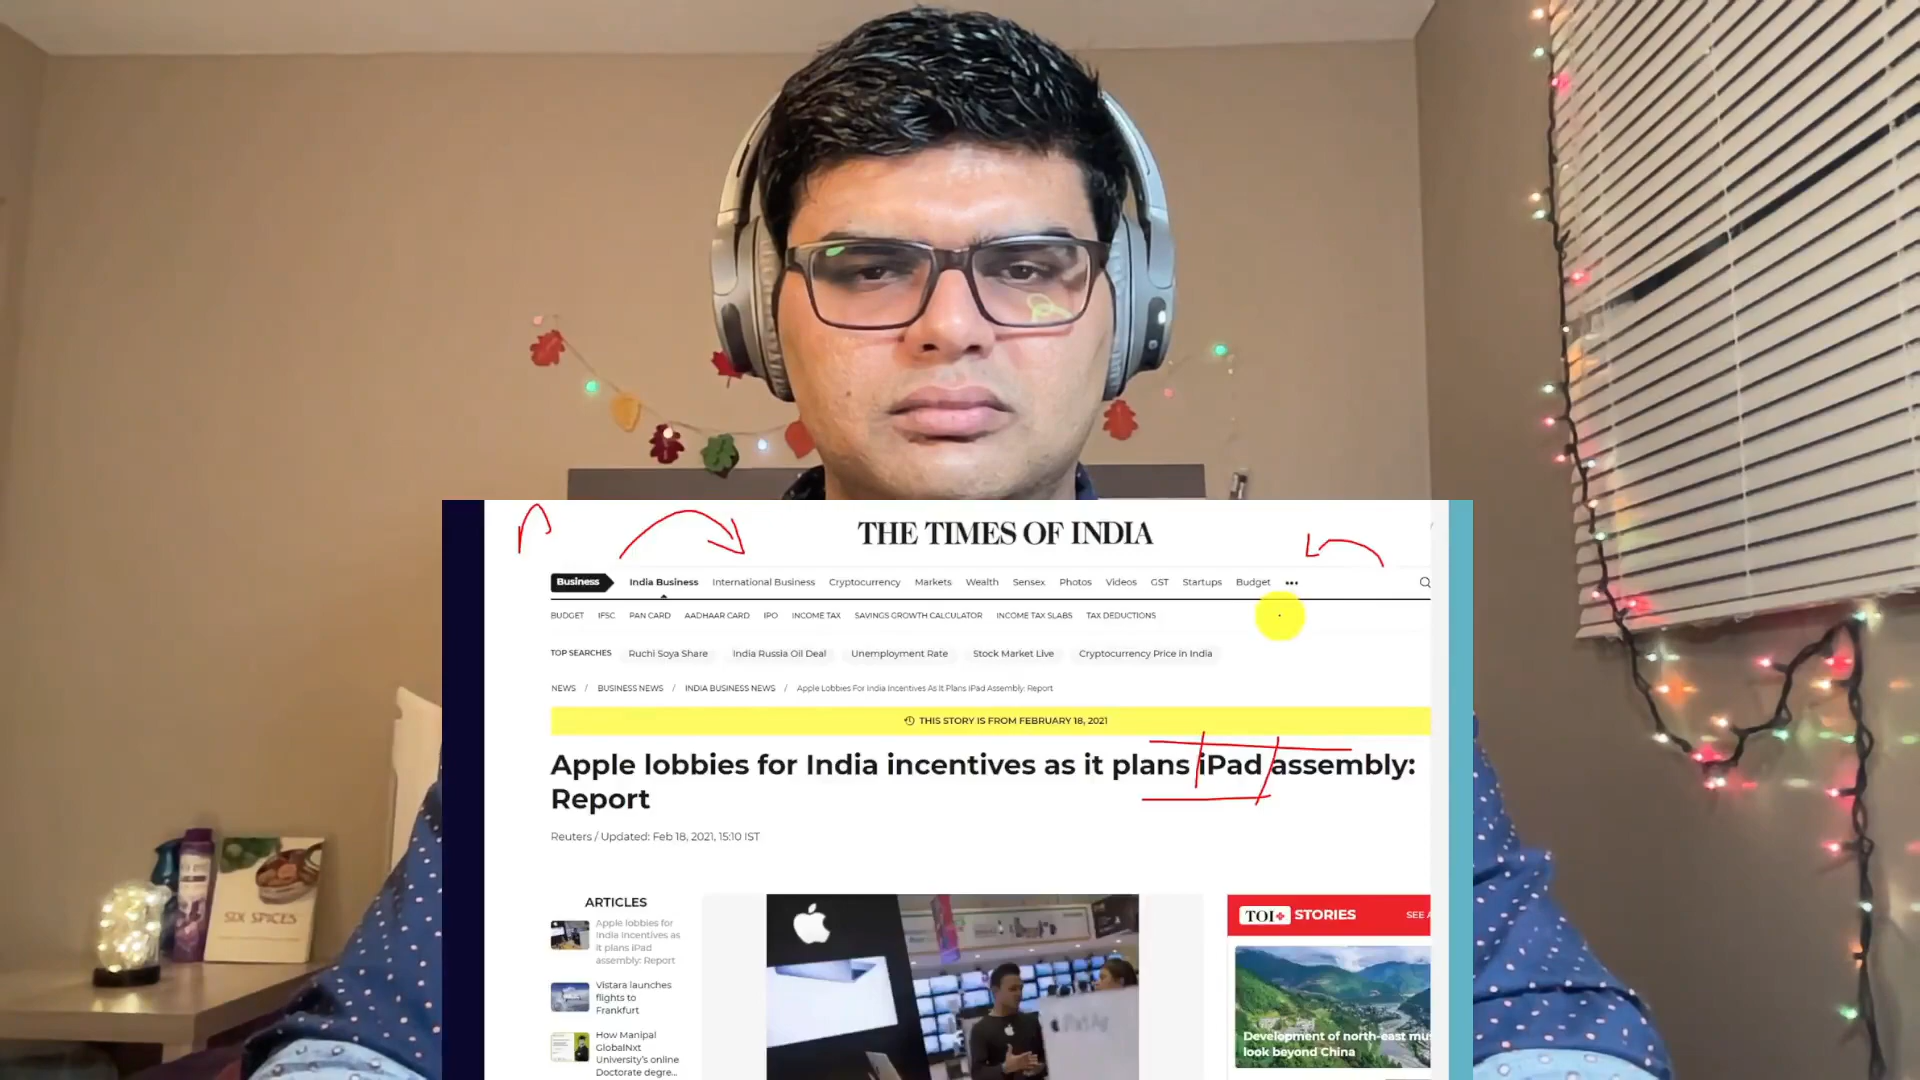 THE TIMES OF INDIA
Business India Business International Business Cryptocurrency Markets Wealth Sensex Photos Videos GST Startups Budget •••
BUDGET IFSC PAN CARD AADHAAR CARD IPO INCOME TAX SAVINGS GROWTH CALCULATOR INCOME TAX SLABS TAX DEDUCTIONS
TOP SEARCHES Ruchi Soya Share India Russia Oil Deal Unemployment Rate Stock Market Live Cryptocurrency Price in India
NEWS / BUSINESS NEWS / INDIA BUSINESS NEWS / Apple Lobbies For India Incentives As It Plans iPad Assembly: Report
THIS STORY IS FROM FEBRUARY 18, 2021
Apple lobbies for India incentives as it plans iPad assembly:
Report
Reuters / Updated: Feb 18, 2021, 15:10 IST
ARTICLES
Apple lobbies for
India Incentives as
it plans iPad
assembly: Report
Vistara launches
flights to
Frankfurt
How Manipal
GlobalNxt
University's online
Doctorate degre...
TOI STORIES SEE A
Development of north-east mu
look beyond China
SIX SPICES
iPad Air